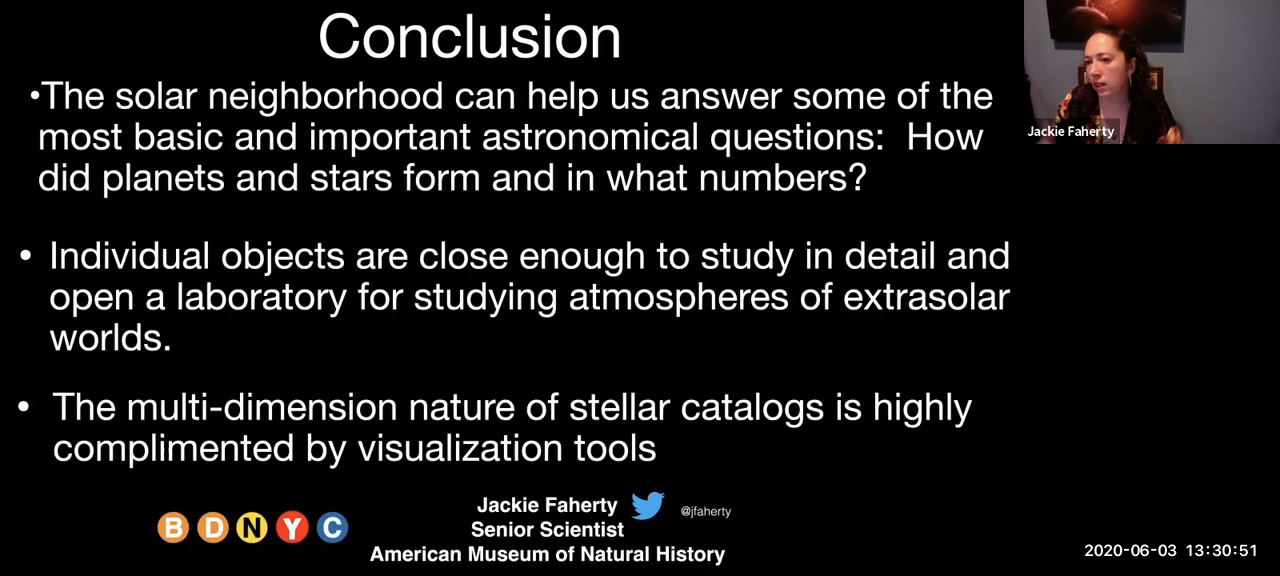 Conclusion
•The solar neighborhood can help us answer some of the
most basic and important astronomical questions:  How
did planets and stars form and in what numbers?
• Individual objects are close enough to study in detail and
open a laboratory for studying atmospheres of extrasolar
worlds.
• The multi-dimension nature of stellar catalogs is highly
complimented by visualization tools
Jackie Faherty @jfaherty
Senior Scientist
American Museum of Natural History
B D N Y C
Jackie Faherty
2020-06-03 13:30:51